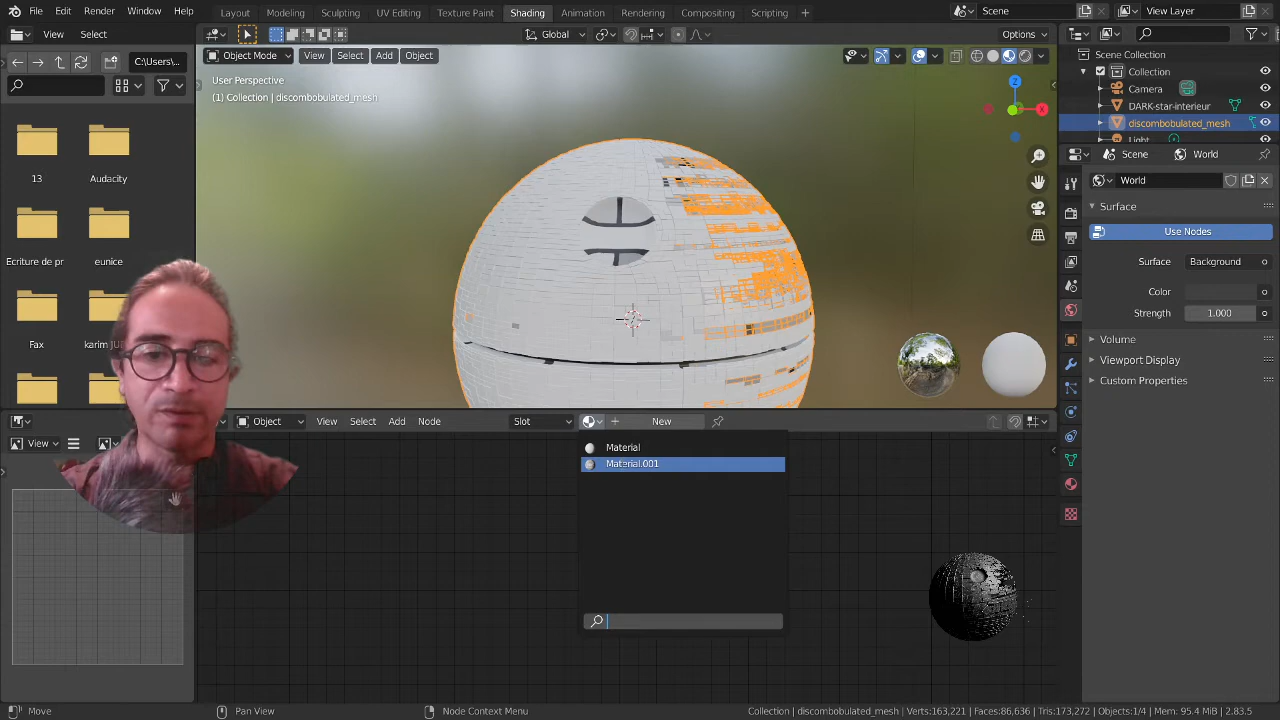 File Edit Render Window Help Layout Modeling Sculpting UV Editing Texture Paint Shading Animation Rendering Compositing Scripting Scene View Layer
View Select Global Options
C:\Users\... Object Mode View Select Add Object Scene Collection
Collection
User Perspective Camera
(1) Collection | discombobulated_mesh DARK-star-interieur
discombobulated_mesh
Light
Scene World
13 Audacity
World
Surface
Use Nodes
Surface Background
Ecriture de pr eunice
Color
Strength 1.000
Volume
Viewport Display
Custom Properties
Fax karim JU
Object View Select Add Node Slot New
View
Material
Material.001
Move Pan View Node Context Menu Collection | discombobulated_mesh | Verts:163,221 | Faces:86,636 | Tris:173,272 | Objects:1/4 | Mem: 95.4 MiB | 2.83.5